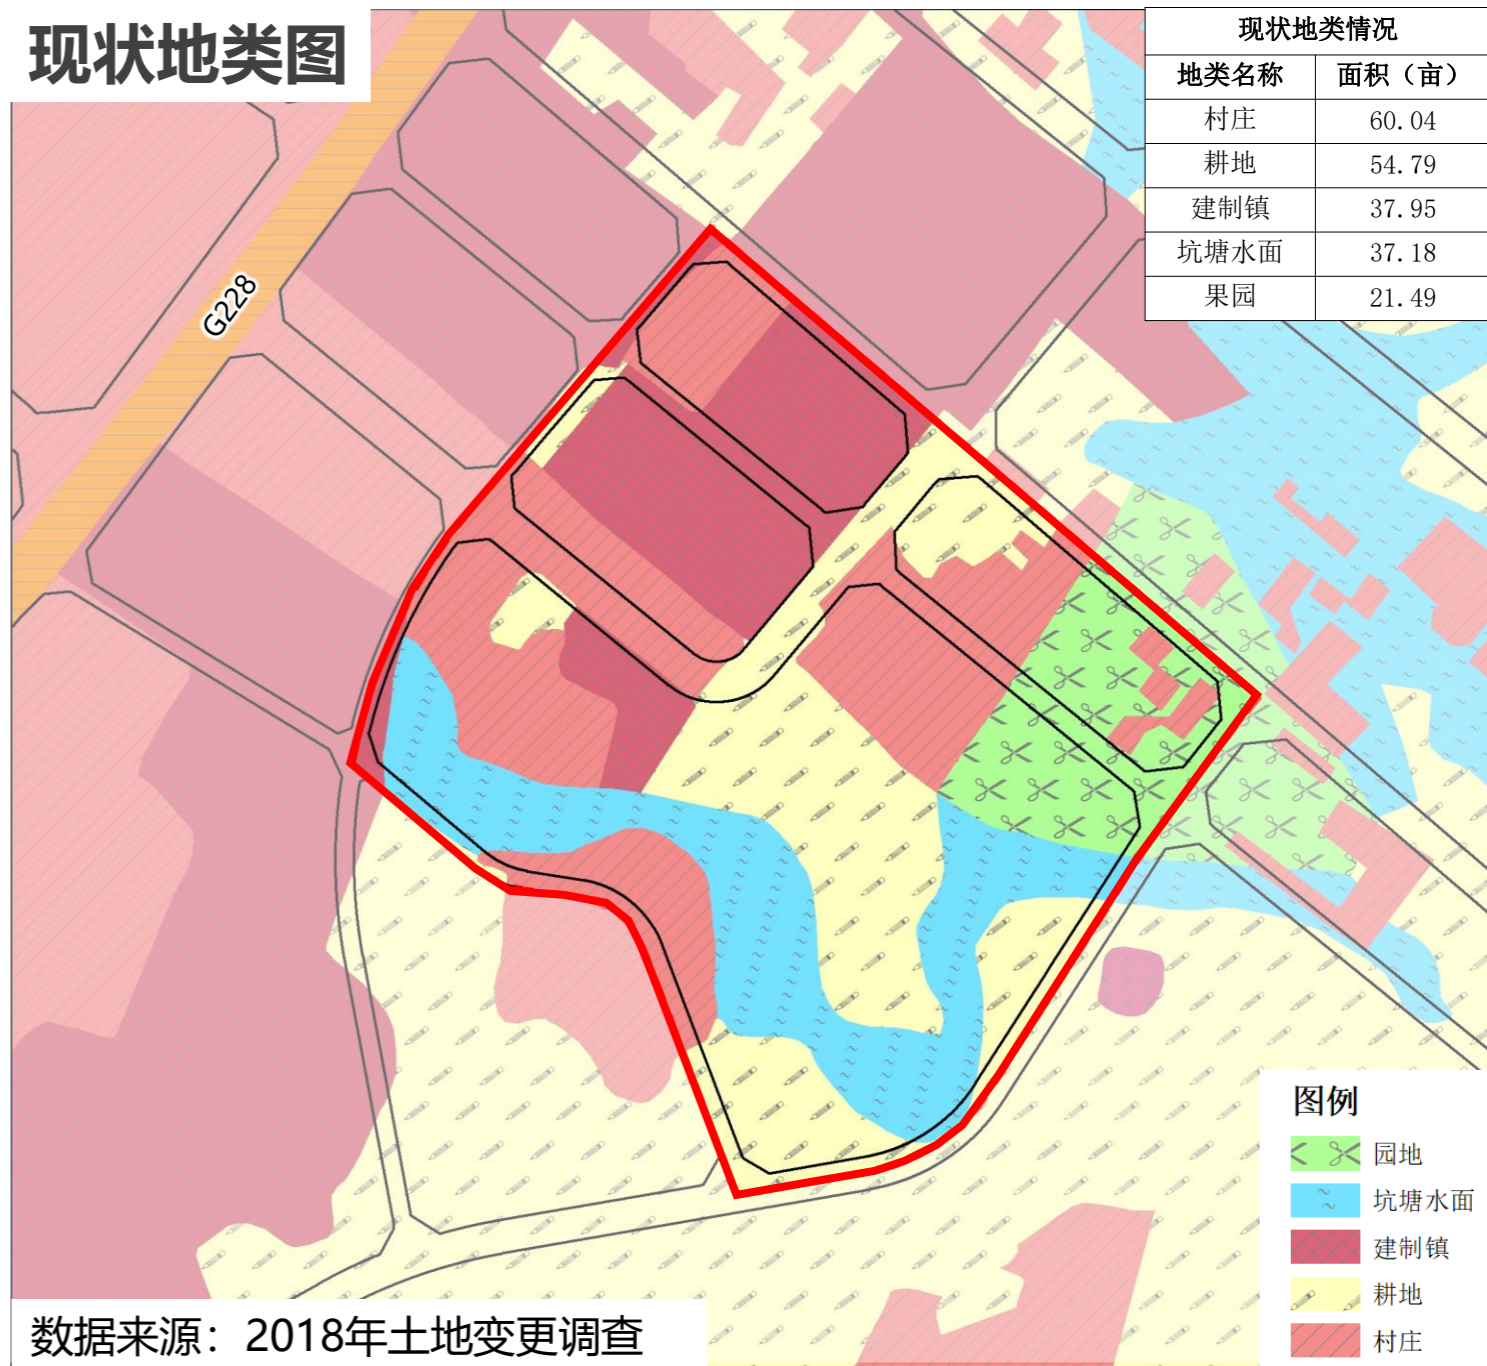 现状地类图
现状地类情况
地类名称 面积（亩）
村庄 60.04
耕地 54.79
建制镇 37.95
坑塘水面 37.18
果园 21.49
G228
图例
园地
坑塘水面
建制镇
耕地
村庄
数据来源：2018年土地变更调查